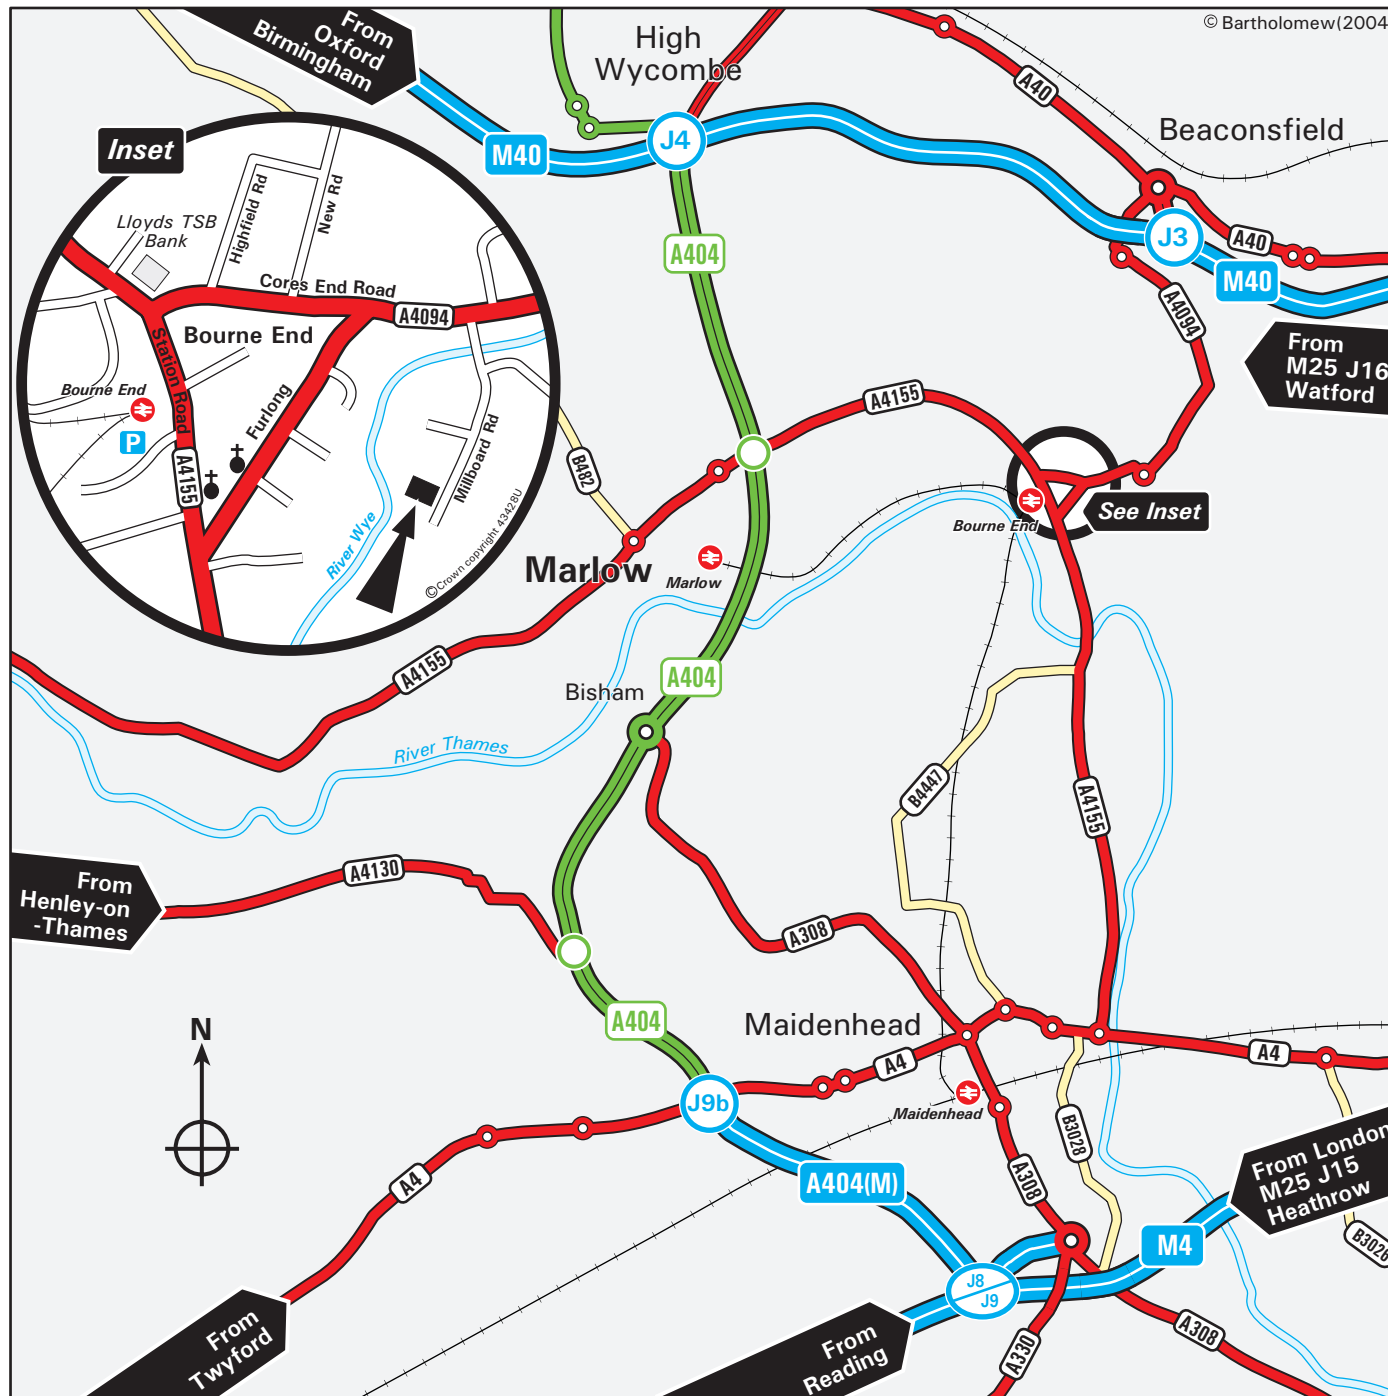 © Bartholomew(2004
From
Oxford
Birmingham
High
Wycombe
A40
Beaconsfield
Inset
M40
J4
J3
A40
M40
A404
A4094
From
M25 J16
Watford
Lloyds TSB
Bank
Highfield Rd
New Rd
Cores End Road
A4094
Bourne End
Station Road
Bourne End
P
Furlong
A4155
Millboard Rd
River Wye
©Crown copyright 43428U
B482
A4155
See Inset
Bourne End
Marlow
Marlow
A4155
Bisham
A404
River Thames
B4447
A4155
From
Henley-on
-Thames
A4130
A308
N
A404
Maidenhead
A4
A4
J9b
Maidenhead
B3028
A4
A404(M)
A308
From London
M25 J15
Heathrow
M4
B3028
J8
J9
From
Twyford
From
Reading
A330
A308